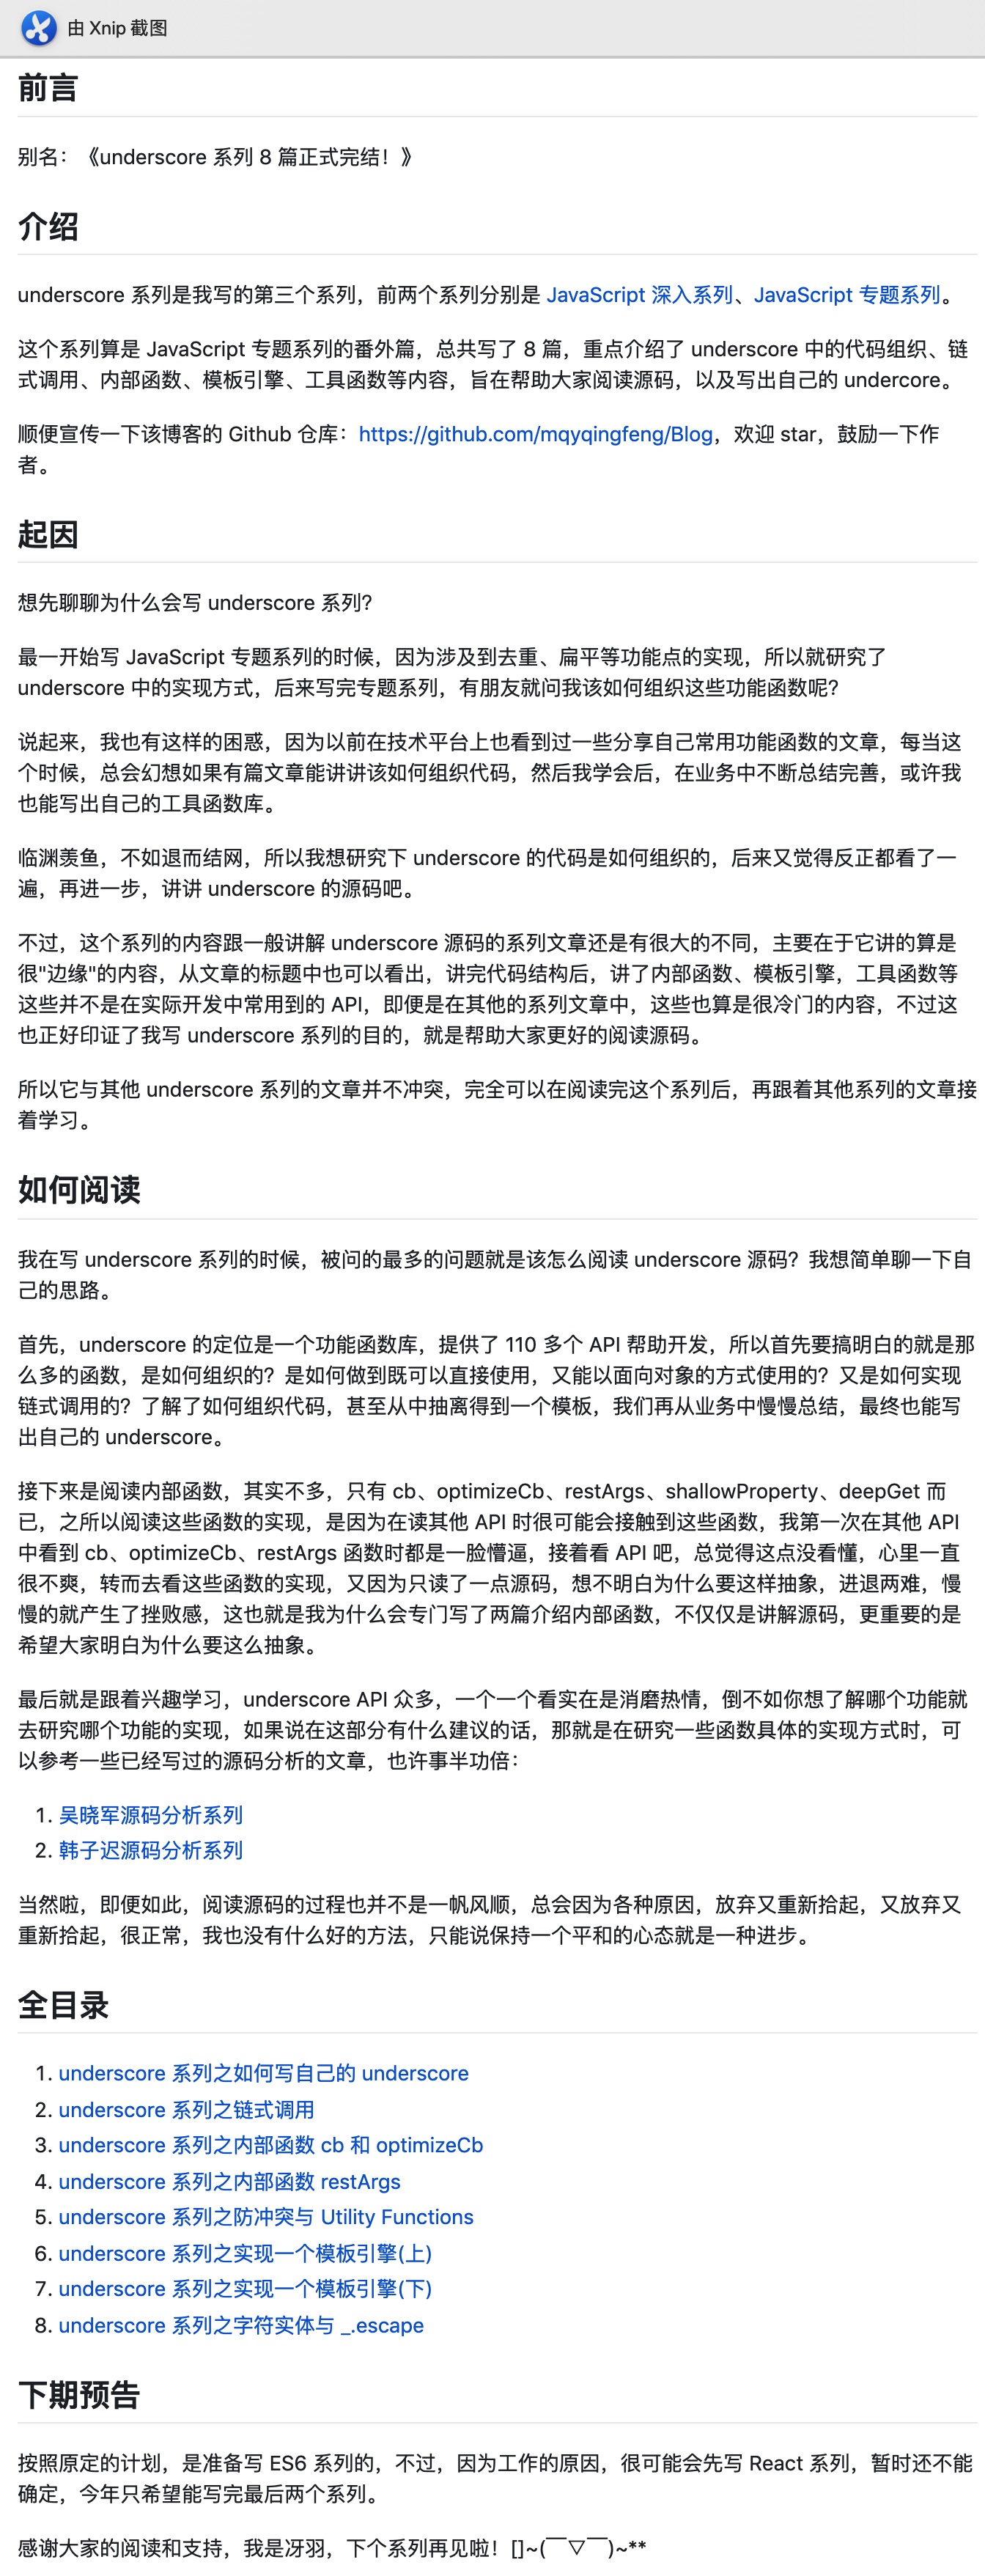 由 Xnip 截图
前言
别名：《underscore 系列 8 篇正式完结！》
介绍
underscore 系列是我写的第三个系列，前两个系列分别是 JavaScript 深入系列、JavaScript 专题系列。
这个系列算是 JavaScript 专题系列的番外篇，总共写了 8 篇，重点介绍了 underscore 中的代码组织、链
式调用、内部函数、模板引擎、工具函数等内容，旨在帮助大家阅读源码，以及写出自己的 undercore。
顺便宣传一下该博客的 Github 仓库：https://github.com/mqyqingfeng/Blog，欢迎 star，鼓励一下作
者。
起因
想先聊聊为什么会写 underscore 系列?
最一开始写 JavaScript 专题系列的时候，因为涉及到去重、扁平等功能点的实现，所以就研究了
underscore 中的实现方式，后来写完专题系列，有朋友就问我该如何组织这些功能函数呢?
说起来，我也有这样的困惑，因为以前在技术平台上也看到过一些分享自己常用功能函数的文章，每当这
个时候，总会幻想如果有篇文章能讲讲该如何组织代码，然后我学会后，在业务中不断总结完善，或许我
也能写出自己的工具函数库。
临渊羡鱼，不如退而结网，所以我想研究下 underscore 的代码是如何组织的，后来又觉得反正都看了一
遍，再进一步，讲讲 underscore 的源码吧。
不过，这个系列的内容跟一般讲解 underscore 源码的系列文章还是有很大的不同，主要在于它讲的算是
很"边缘"的内容，从文章的标题中也可以看出，讲完代码结构后，讲了内部函数、模板引擎，工具函数等
这些并不是在实际开发中常用到的 API，即便是在其他的系列文章中，这些也算是很冷门的内容，不过这
也正好印证了我写 underscore 系列的目的，就是帮助大家更好的阅读源码。
所以它与其他 underscore 系列的文章并不冲突，完全可以在阅读完这个系列后，再跟着其他系列的文章接
着学习。
如何阅读
我在写 underscore 系列的时候，被问的最多的问题就是该怎么阅读 underscore 源码? 我想简单聊一下自
己的思路。
首先，underscore 的定位是一个功能函数库，提供了 110 多个 API 帮助开发，所以首先要搞明白的就是那
么多的函数，是如何组织的? 是如何做到既可以直接使用，又能以面向对象的方式使用的? 又是如何实现
链式调用的? 了解了如何组织代码，甚至从中抽离得到一个模板，我们再从业务中慢慢总结，最终也能写
出自己的 underscore。
接下来是阅读内部函数，其实不多，只有 cb、optimizeCb、restArgs、shallowProperty、deepGet 而
已，之所以阅读这些函数的实现，是因为在读其他 API 时很可能会接触到这些函数，我第一次在其他 API
中看到 cb、optimizeCb、restArgs 函数时都是一脸懵逼，接着看 API 吧，总觉得这点没看懂，心里一直
很不爽，转而去看这些函数的实现，又因为只读了一点源码，想不明白为什么要这样抽象，进退两难，慢
慢的就产生了挫败感，这也就是我为什么会专门写了两篇介绍内部函数，不仅仅是讲解源码，更重要的是
希望大家明白为什么要这么抽象。
最后就是跟着兴趣学习，underscore API 众多，一个一个看实在是消磨热情，倒不如你想了解哪个功能就
去研究哪个功能的实现，如果说在这部分有什么建议的话，那就是在研究一些函数具体的实现方式时，可
以参考一些已经写过的源码分析的文章，也许事半功倍：
1. 吴晓军源码分析系列
2. 韩子迟源码分析系列
当然啦，即便如此，阅读源码的过程也并不是一帆风顺，总会因为各种原因，放弃又重新拾起，又放弃又
重新拾起，很正常，我也没有什么好的方法，只能说保持一个平和的心态就是一种进步。
全目录
1. underscore 系列之如何写自己的 underscore
2. underscore 系列之链式调用
3. underscore 系列之内部函数 cb 和 optimizeCb
4. underscore 系列之内部函数 restArgs
5. underscore 系列之防冲突与 Utility Functions
6. underscore 系列之实现一个模板引擎(上)
7. underscore 系列之实现一个模板引擎(下)
8. underscore 系列之字符实体与 _.escape
下期预告
按照原定的计划，是准备写 ES6 系列的，不过，因为工作的原因，很可能会先写 React 系列，暂时还不能
确定，今年只希望能写完最后两个系列。
感谢大家的阅读和支持，我是冴羽，下个系列再见啦！[]~(￣▽￣)~**